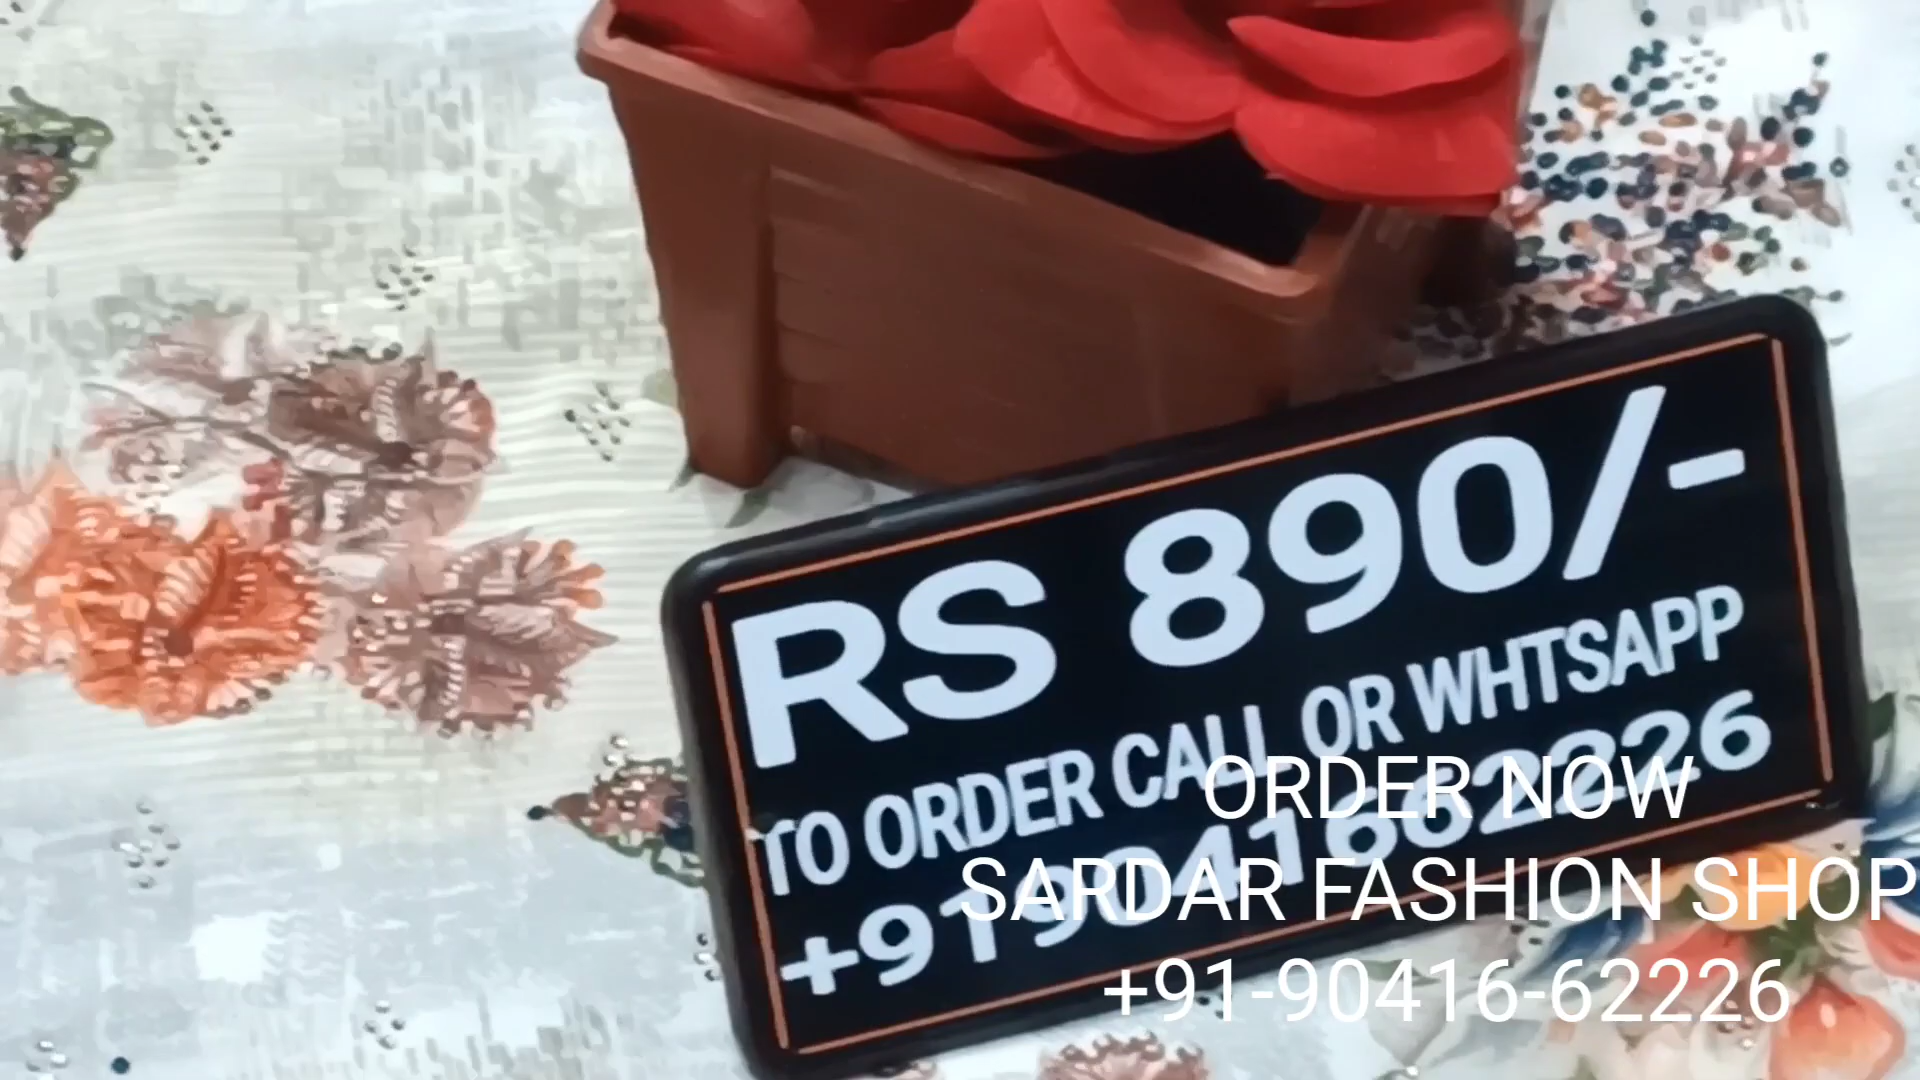 RS 890/-
TO ORDER CALL OR WHTSAPP
+919041662226
ORDER NOW
SARDAR FASHION SHOP
+91-90416-62226